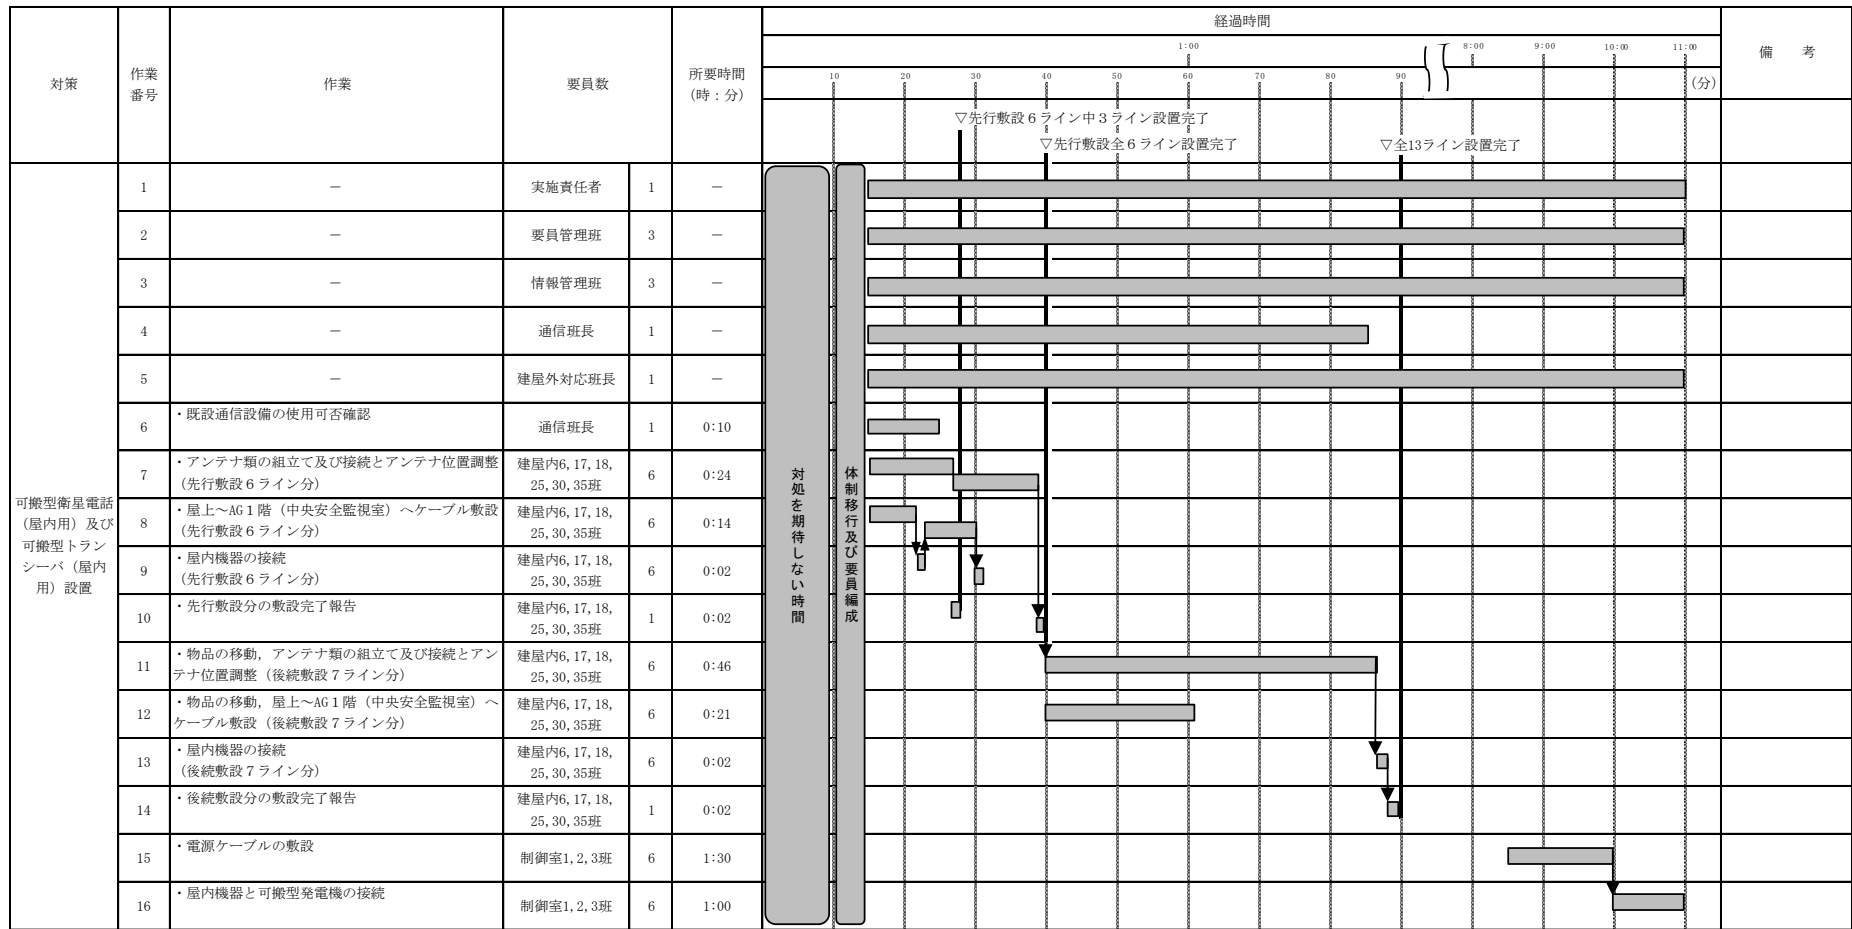 経過時間
備　考
対策
作業
番号
作業
要員数
所要時間
（時：分）
1:00
8:00
9:00
10:00
11:00
10
20
30
40
50
60
70
80
90
(分)
▽先行敷設６ライン中３ライン設置完了
▽先行敷設全６ライン設置完了
▽全13ライン設置完了
可搬型衛星電話
（屋内用）及び
可搬型トラン
シーバ（屋内
用）設置
対処を期待しない時間
体制移行及び要員編成
1
－
実施責任者
1
－
2
－
要員管理班
3
－
3
－
情報管理班
3
－
4
－
通信班長
1
－
5
－
建屋外対応班長
1
－
6
・既設通信設備の使用可否確認
通信班長
1
0:10
7
・アンテナ類の組立て及び接続とアンテナ位置調整
（先行敷設６ライン分）
建屋内6,17,18,
25,30,35班
6
0:24
8
・屋上～AG１階（中央安全監視室）へケーブル敷設
（先行敷設６ライン分）
建屋内6,17,18,
25,30,35班
6
0:14
9
・屋内機器の接続
（先行敷設６ライン分）
建屋内6,17,18,
25,30,35班
6
0:02
10
・先行敷設分の敷設完了報告
建屋内6,17,18,
25,30,35班
1
0:02
11
・物品の移動，アンテナ類の組立て及び接続とアン
テナ位置調整（後続敷設７ライン分）
建屋内6,17,18,
25,30,35班
6
0:46
12
・物品の移動，屋上～AG１階（中央安全監視室）へ
ケーブル敷設（後続敷設７ライン分）
建屋内6,17,18,
25,30,35班
6
0:21
13
・屋内機器の接続
（後続敷設７ライン分）
建屋内6,17,18,
25,30,35班
6
0:02
14
・後続敷設分の敷設完了報告
建屋内6,17,18,
25,30,35班
1
0:02
15
・電源ケーブルの敷設
制御室1,2,3班
6
1:30
16
・屋内機器と可搬型発電機の接続
制御室1,2,3班
6
1:00